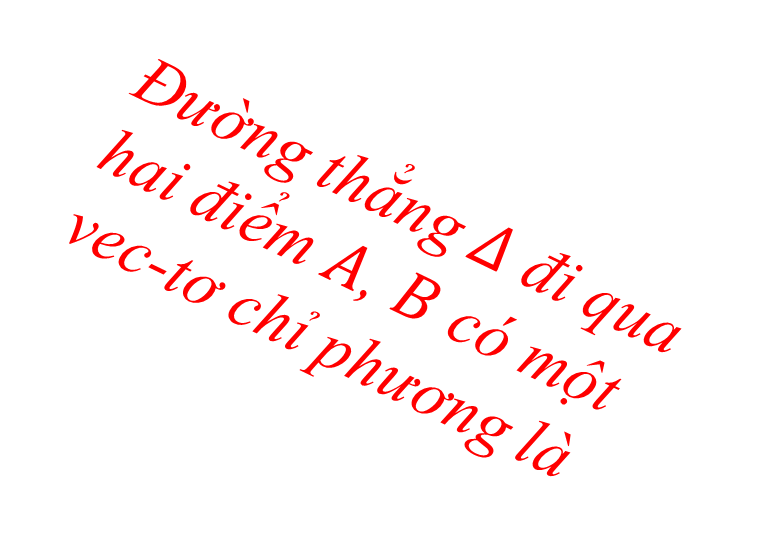 Đường thẳng Δ đi qua
hai điểm A, B có một
vec-tơ chỉ phương là